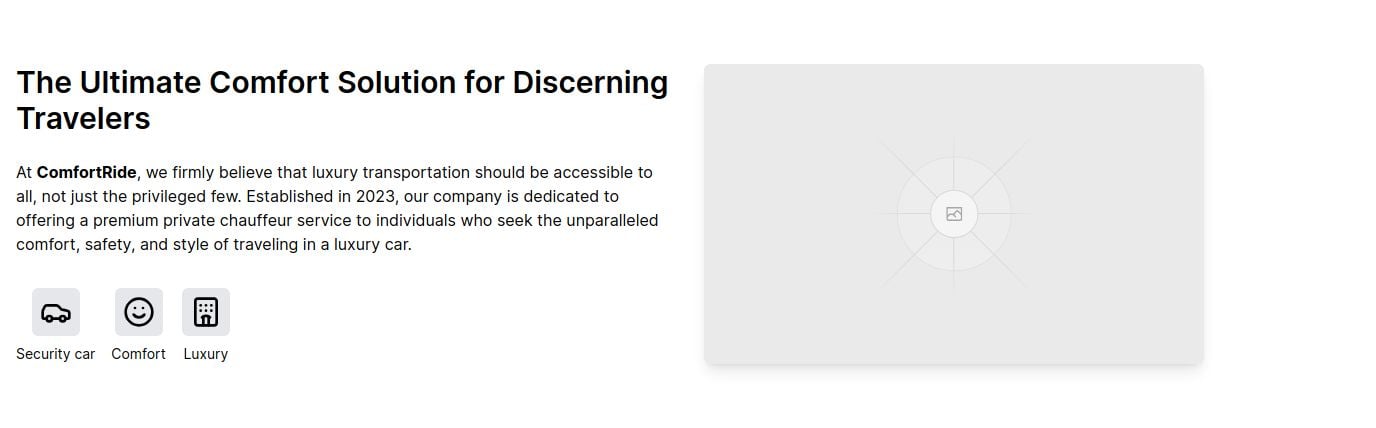 The Ultimate Comfort Solution for Discerning
Travelers
At ComfortRide, we firmly believe that luxury transportation should be accessible to
all, not just the privileged few. Established in 2023, our company is dedicated to
offering a premium private chauffeur service to individuals who seek the unparalleled
comfort, safety, and style of traveling in a luxury car.
Security car Comfort Luxury